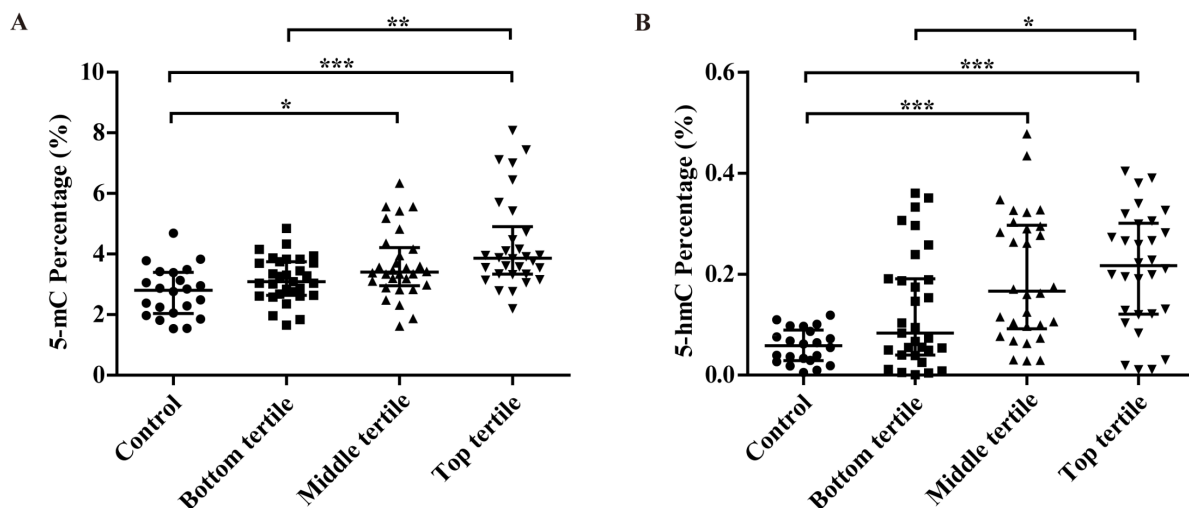 A
**
***
*
5-mC Percentage (%)
10
8
6
4
2
0
Control
Bottom tertile
Middle tertile
Top tertile
B
*
***
***
5-hmC Percentage (%)
0.6
0.4
0.2
0.0
Control
Bottom tertile
Middle tertile
Top tertile